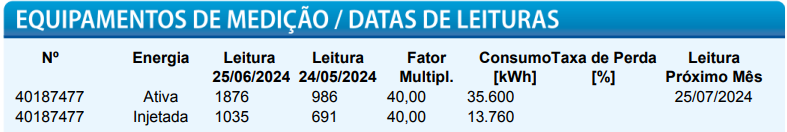 EQUIPAMENTOS DE MEDIÇÃO / DATAS DE LEITURAS
Nº Energia Leitura Leitura Fator Consumo Taxa de Perda Leitura
25/06/2024 24/05/2024 Multipl. [kWh] [%] Próximo Mês
40187477 Ativa 1876 986 40,00 35.600 25/07/2024
40187477 Injetada 1035 691 40,00 13.760